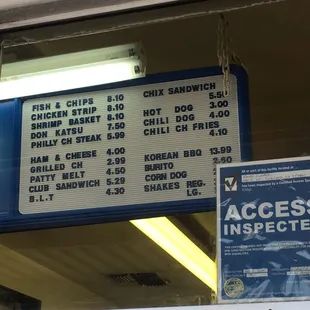 FISH & CHIPS 8.10
CHICKEN STRIP 8.10
SHRIMP BASKET 8.10
DON KATSU 7.50
PHILLY CH STEAK 5.99
HAM & CHEESE 4.00
GRILLED CH 2.99
PATTY MELT 4.50
CLUB SANDWICH 5.29
B.L.T 4.30
CHIX SANDWICH
5.50
HOT DOG 3.00
CHILI DOG 4.00
CHILI CH FRIES 4.10
KOREAN BBQ 13.99
BURITO
CORN DOG
SHAKES REG.
LG.
ACCESS
INSPECTE